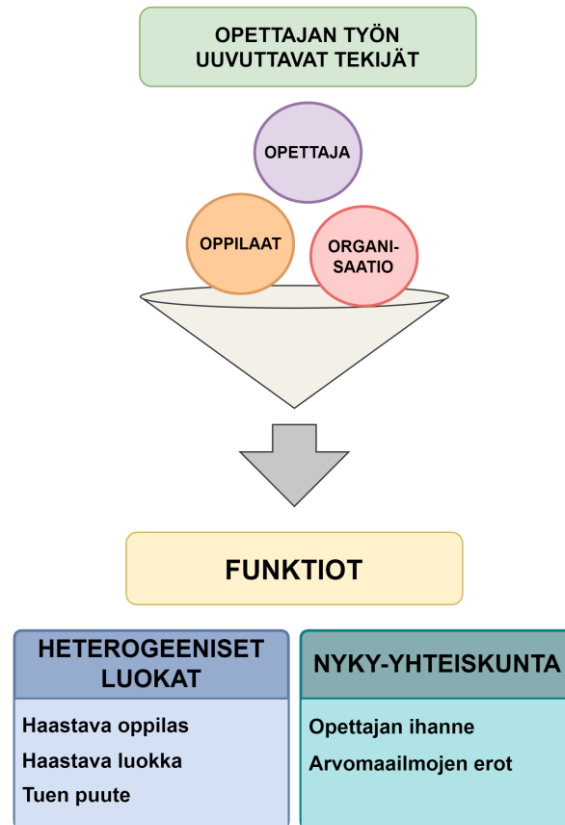 OPETTAJAN TYÖN
UUVUTTAVAT TEKIJÄT
OPETTAJA
OPPILAAT
ORGANI-
SAATIO
FUNKTIOT
HETEROGEENISET
LUOKAT
Haastava oppilas
Haastava luokka
Tuen puute
NYKY-YHTEISKUNTA
Opettajan ihanne
Arvomaailmojen erot